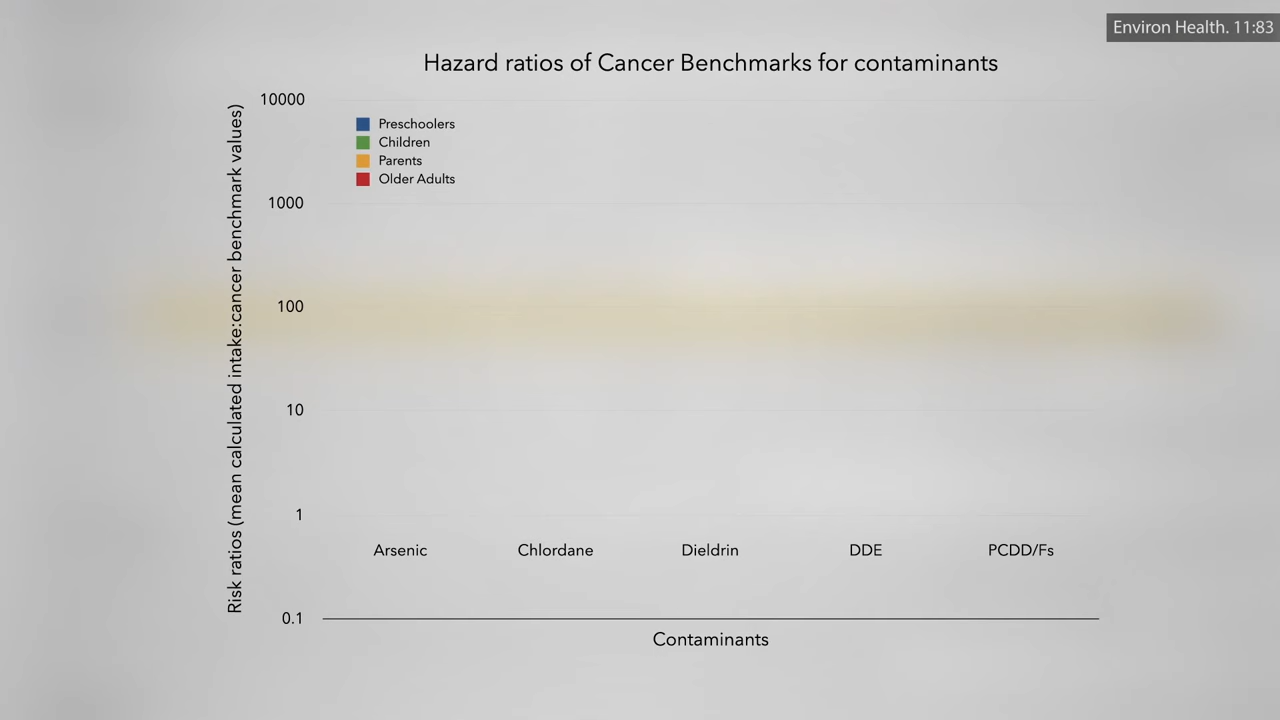 Environ Health. 11:83
Hazard ratios of Cancer Benchmarks for contaminants
Risk ratios (mean calculated intake:cancer benchmark values)
10000
1000
100
10
1
0.1
Preschoolers
Children
Parents
Older Adults
Arsenic
Chlordane
Dieldrin
DDE
PCDD/Fs
Contaminants